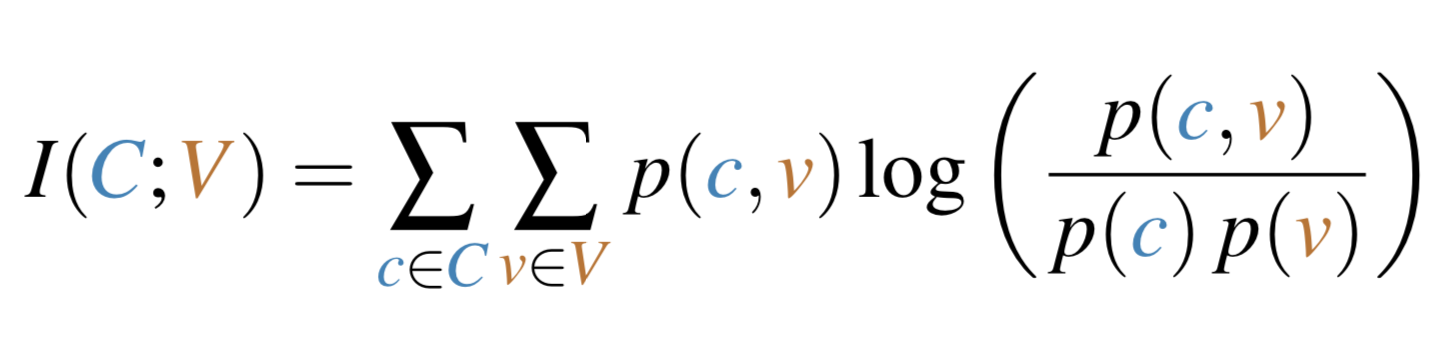 I(C;V) = ∑_{c∈C} ∑_{v∈V} p(c,v) log ( p(c,v) / p(c) p(v) )